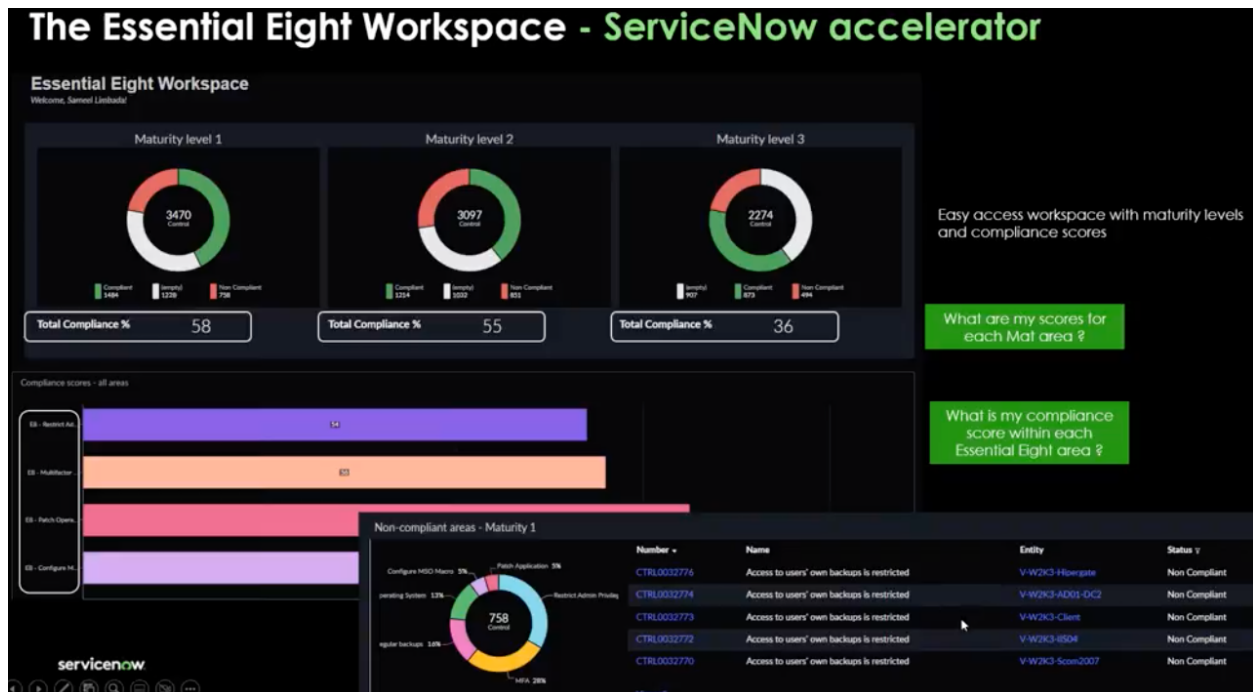 The Essential Eight Workspace - ServiceNow accelerator
Essential Eight Workspace
Welcome, Sameel Limbada!
Maturity level 1
Maturity level 2
Maturity level 3
3470
Control
3097
Control
2274
Control
Compliant
1484
(empty)
1228
Non Compliant
758
Compliant
1214
(empty)
1032
Non Compliant
851
(empty)
907
Compliant
873
Non Compliant
494
Total Compliance % 58
Total Compliance % 55
Total Compliance % 36
Easy access workspace with maturity levels
and compliance scores
What are my scores for
each Mat area ?
Compliance scores - all areas
E8 - Restrict Ad...
54
E8 - Multifactor ...
56
E8 - Patch Opera...
E8 - Configure M...
What is my compliance
score within each
Essential Eight area ?
Non-compliant areas - Maturity 1
Configure MSO Macro 5%
Patch Application 5%
perating System 13%
Restrict Admin Privileg
egular backups 16%
MFA 28%
758
Control
Number Name Entity Status
CTRL0032776 Access to users' own backups is restricted V-W2K3-Hipergate Non Compliant
CTRL0032774 Access to users' own backups is restricted V-W2K3-AD01-DC2 Non Compliant
CTRL0032773 Access to users' own backups is restricted V-W2K3-Client Non Compliant
CTRL0032772 Access to users' own backups is restricted Non Compliant
CTRL0032770 Access to users' own backups is restricted V-W2K3-Scom2007 Non Compliant
servicenow